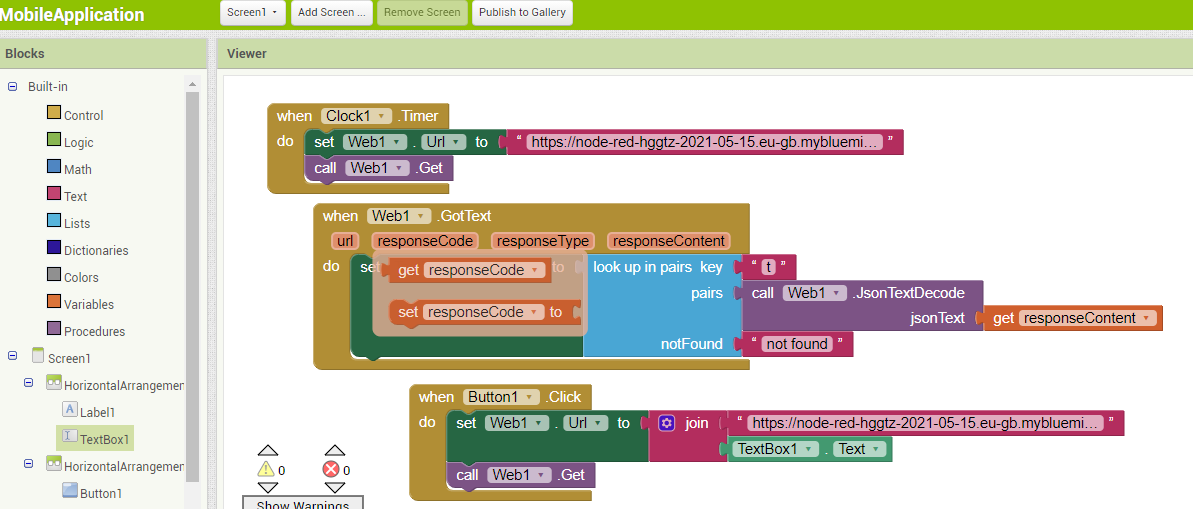 MobileApplication Screen1 Add Screen ... Remove Screen Publish to Gallery
Blocks
Built-in
Control
Logic
Math
Text
Lists
Dictionaries
Colors
Variables
Procedures
Screen1
HorizontalArrangemen
Label1
TextBox1
HorizontalArrangemen
Button1
Viewer
when Clock1 .Timer
do set Web1 . Url to " https://node-red-hggtz-2021-05-15.eu-gb.mybluemi... "
call Web1 .Get
when Web1 .GotText
url responseCode responseType responseContent
do set to look up in pairs key " t "
get responseCode
set responseCode to
pairs call Web1 .JsonTextDecode
jsonText get responseContent
notFound " not found "
when Button1 .Click
do set Web1 . Url to join " https://node-red-hggtz-2021-05-15.eu-gb.mybluemi... "
TextBox1 . Text
call Web1 .Get
0 0
Show Warnings